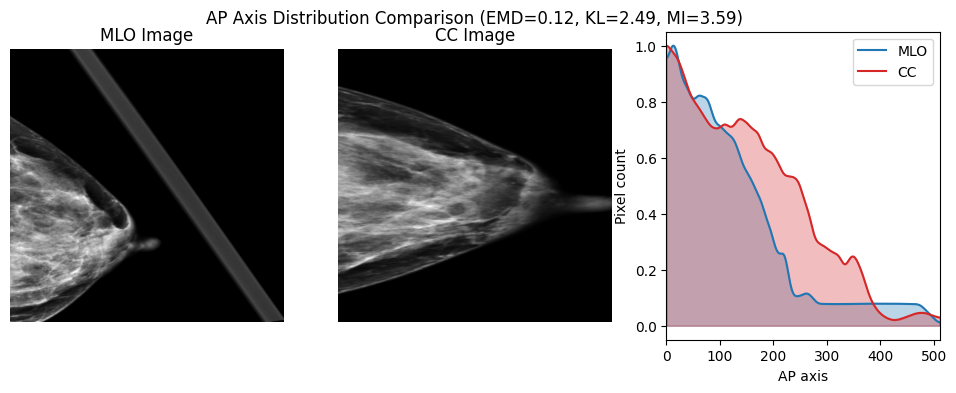 AP Axis Distribution Comparison (EMD=0.12, KL=2.49, MI=3.59)
MLO Image
CC Image
MLO
CC
Pixel count
1.0
0.8
0.6
0.4
0.2
0.0
0 100 200 300 400 500
AP axis